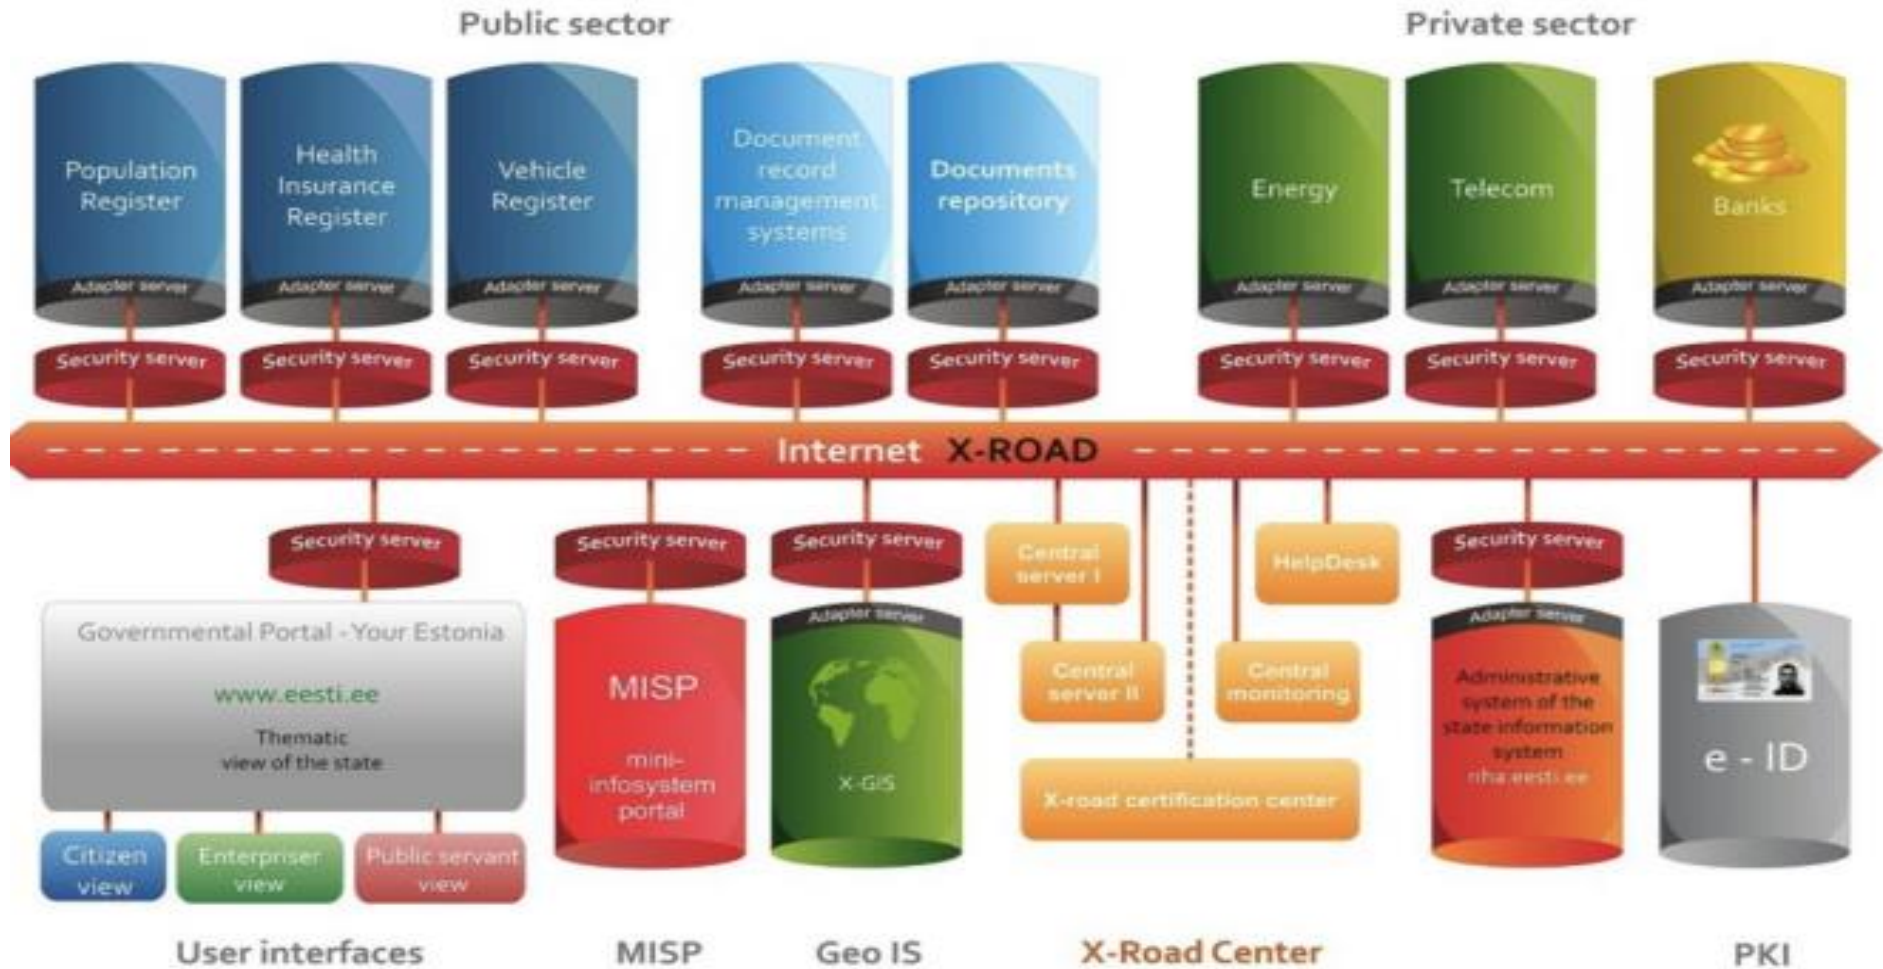 Public sector
Private sector
Population
Register
Health
Insurance
Register
Vehicle
Register
Document
record
management
systems
Documents
repository
Energy
Telecom
Banks
Adapter server
Adapter server
Adapter server
Adapter server
Adapter server
Adapter server
Adapter server
Adapter server
Security server
Security server
Security server
Security server
Security server
Security server
Security server
Security server
Internet X-ROAD
Security server
Security server
Security server
Security server
Governmental Portal - Your Estonia
www.eesti.ee
Thematic
view of the state
Citizen
view
Enterpriser
view
Public servant
view
MISP
mini-
infosystem
portal
Adapter server
X-GIS
Central
server I
Central
server II
HelpDesk
Central
monitoring
X-road certification center
Adapter server
Administrative
system of the
state information
system
riha.eesti.ee
e - ID
User interfaces
MISP
Geo IS
X-Road Center
PKI